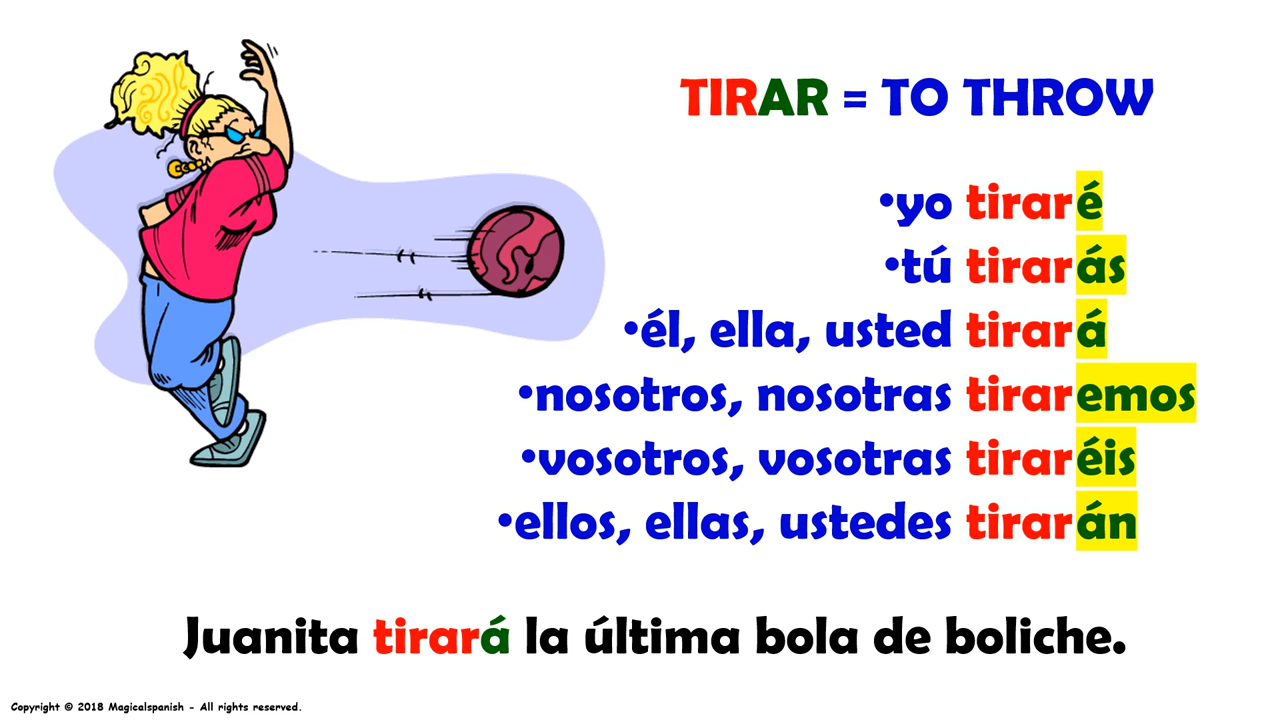 TIRAR = TO THROW
•yo tiraré
•tú tirarás
•él, ella, usted tirará
•nosotros, nosotras tiraremos
•vosotros, vosotras tiraréis
•ellos, ellas, ustedes tirarán
Juanita tirará la última bola de boliche.
Copyright © 2018 Magicalspanish - All rights reserved.